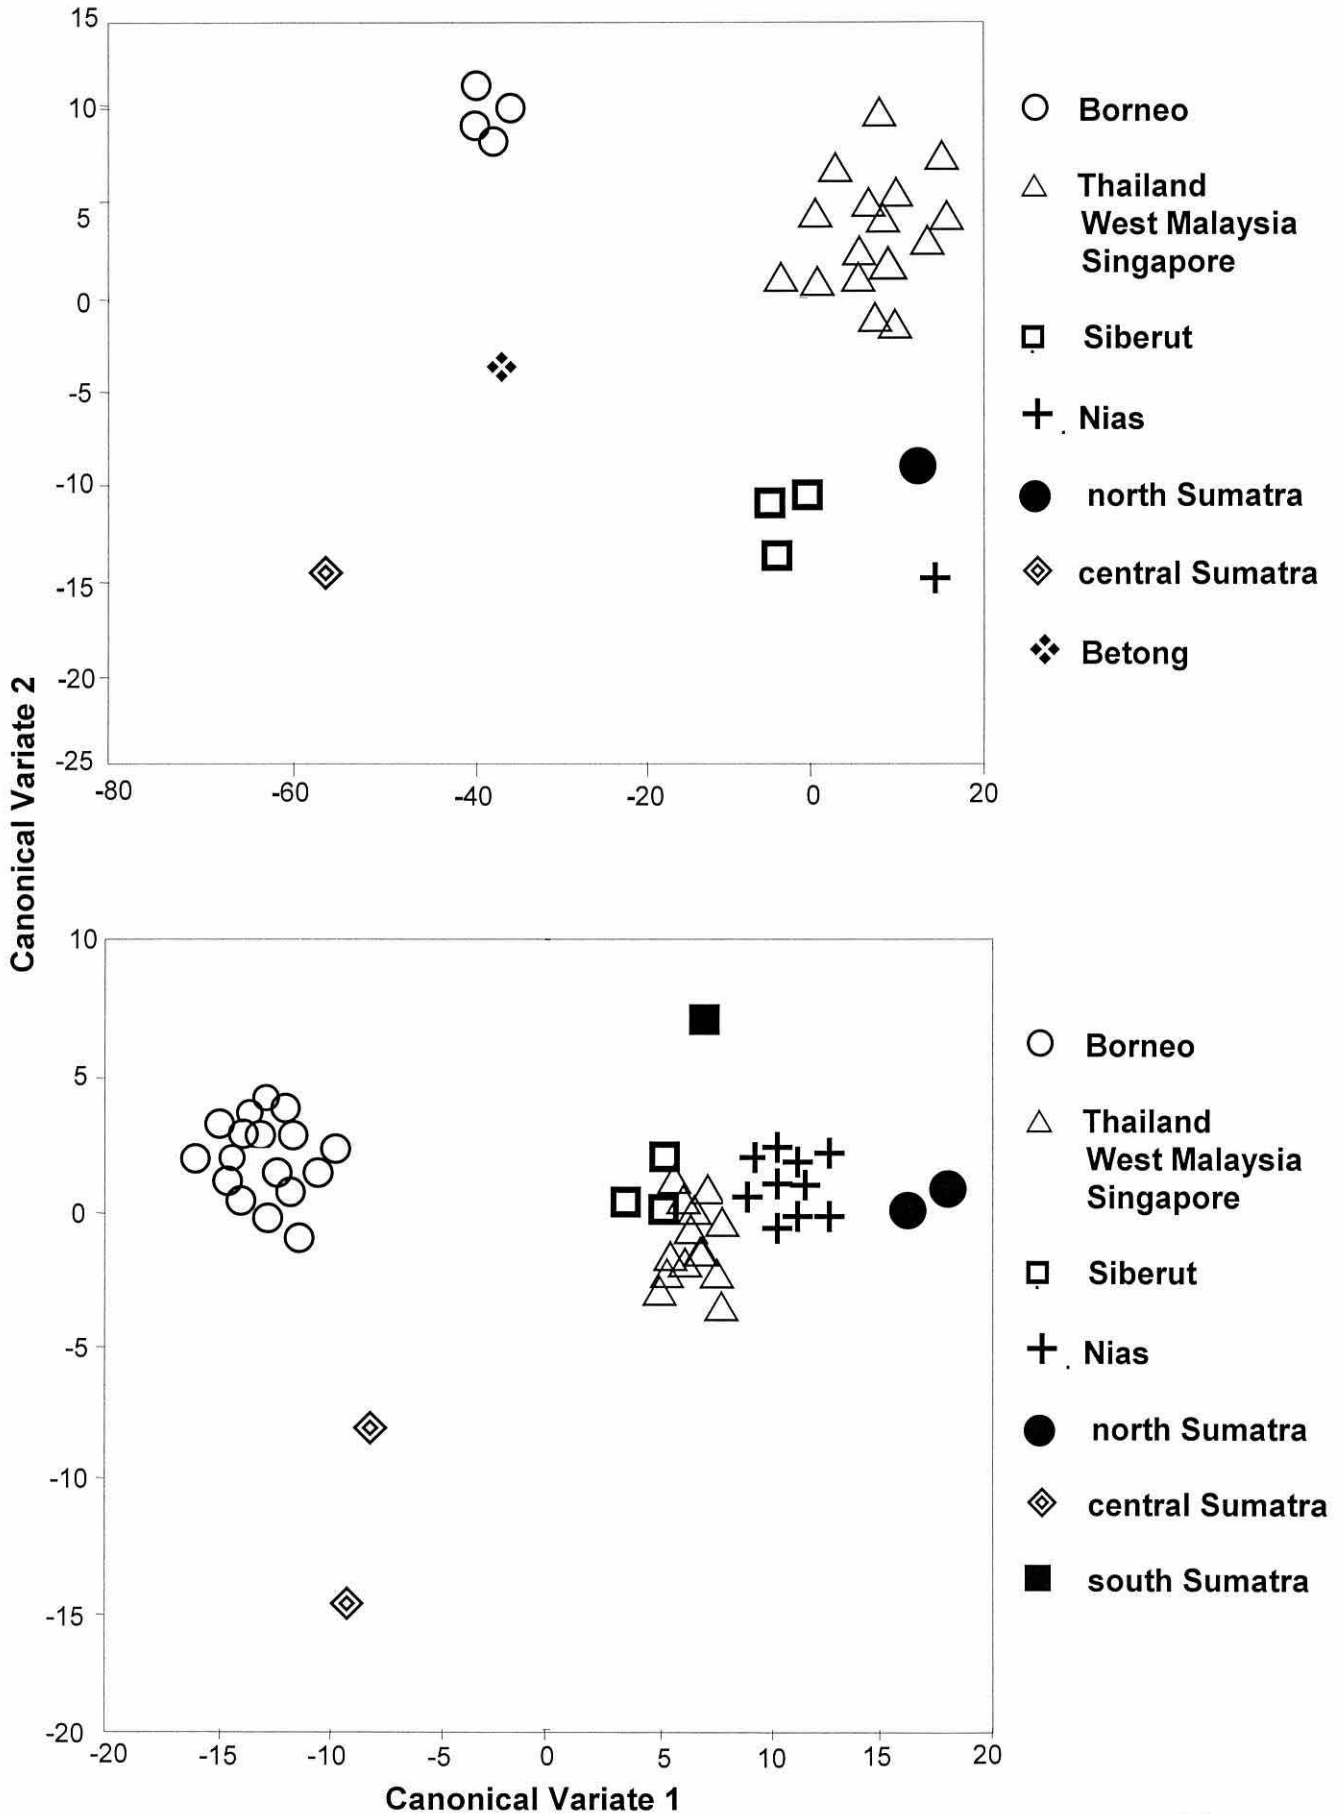 15
10
5
0
-5
-10
-15
-20
-25
-80
-60
-40
-20
0
20
Borneo
Thailand
West Malaysia
Singapore
Siberut
Nias
north Sumatra
central Sumatra
Betong
Canonical Variate 2
10
5
0
-5
-10
-15
-20
-20
-15
-10
-5
0
5
10
15
20
Borneo
Thailand
West Malaysia
Singapore
Siberut
Nias
north Sumatra
central Sumatra
south Sumatra
Canonical Variate 1